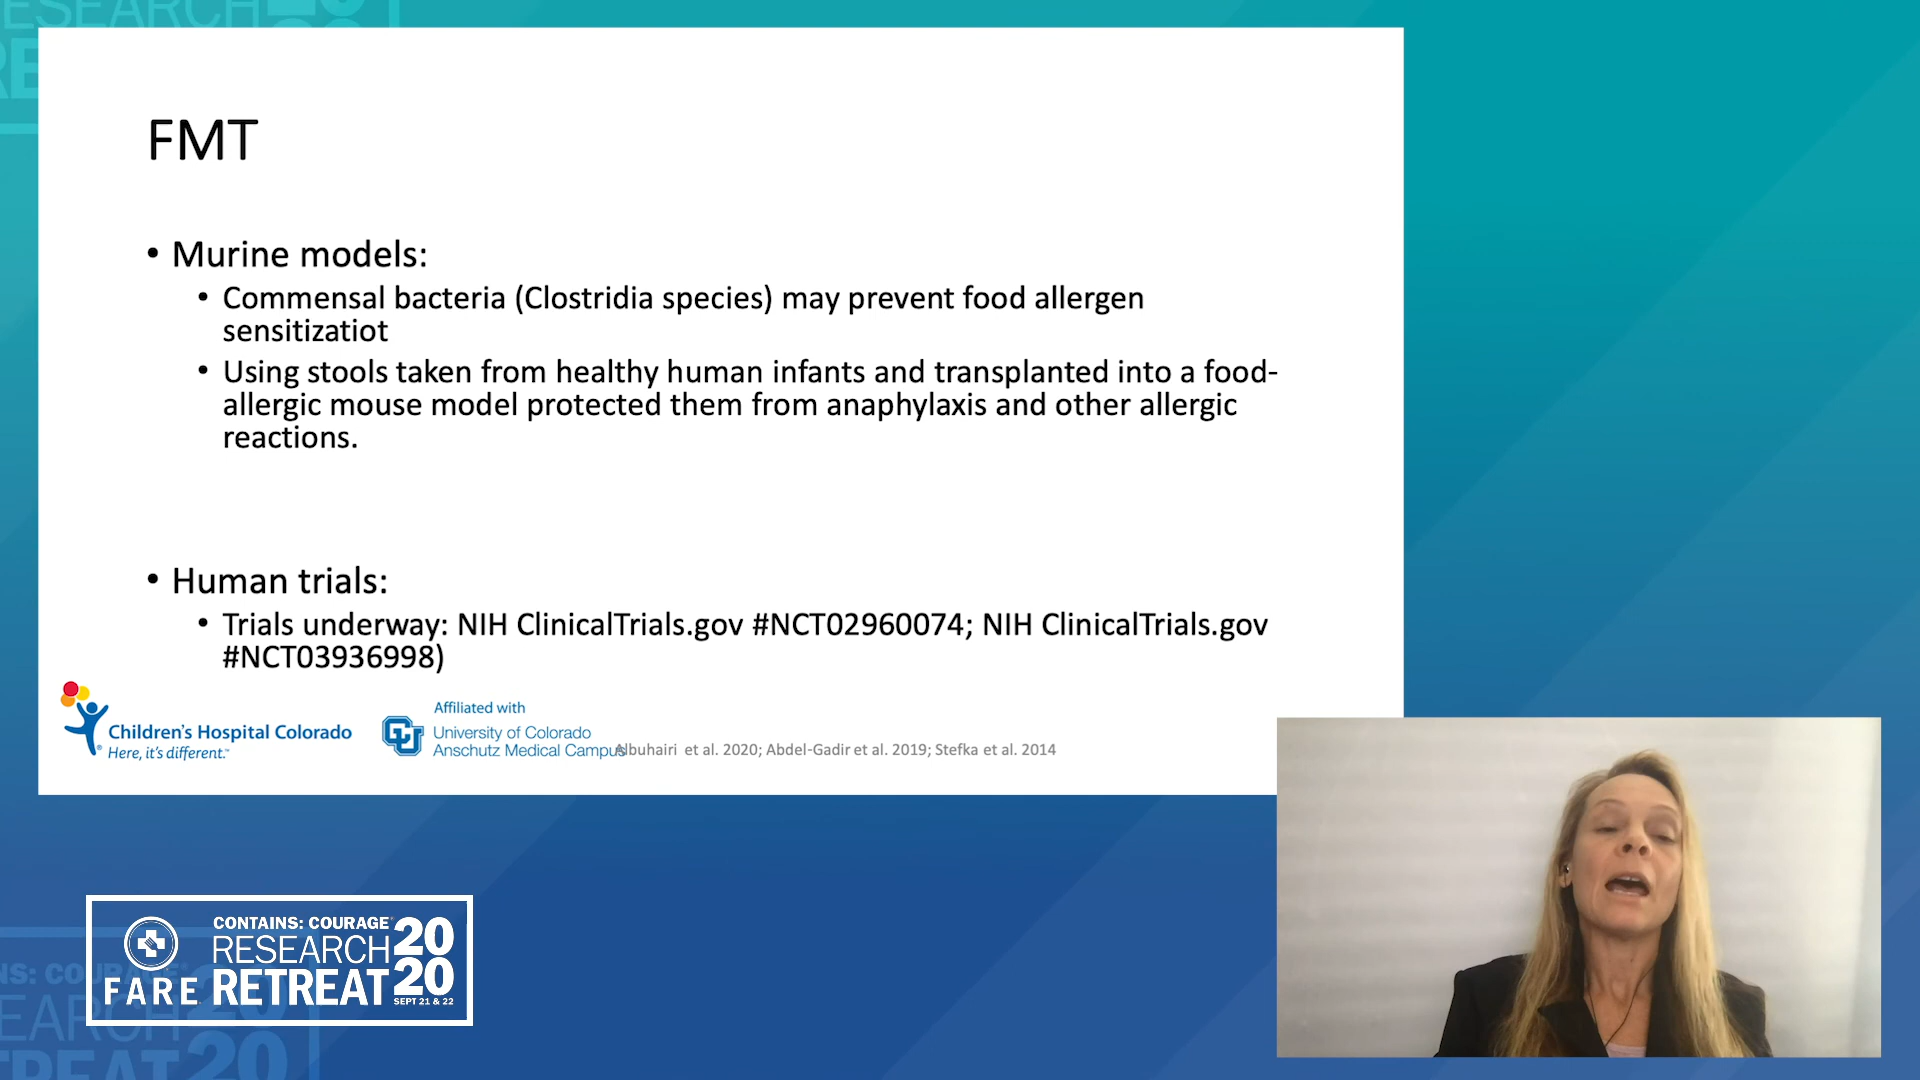 FMT
• Murine models:
• Commensal bacteria (Clostridia species) may prevent food allergen
sensitizatiot
• Using stools taken from healthy human infants and transplanted into a food-
allergic mouse model protected them from anaphylaxis and other allergic
reactions.
• Human trials:
• Trials underway: NIH ClinicalTrials.gov #NCT02960074; NIH ClinicalTrials.gov
#NCT03936998)
Children's Hospital Colorado
Here, it's different.™
Affiliated with
University of Colorado
Anschutz Medical Campus
Albuhairi et al. 2020; Abdel-Gadir et al. 2019; Stefka et al. 2014
CONTAINS: COURAGE®
RESEARCH
RETREAT
2020
SEPT 21 & 22
FARE